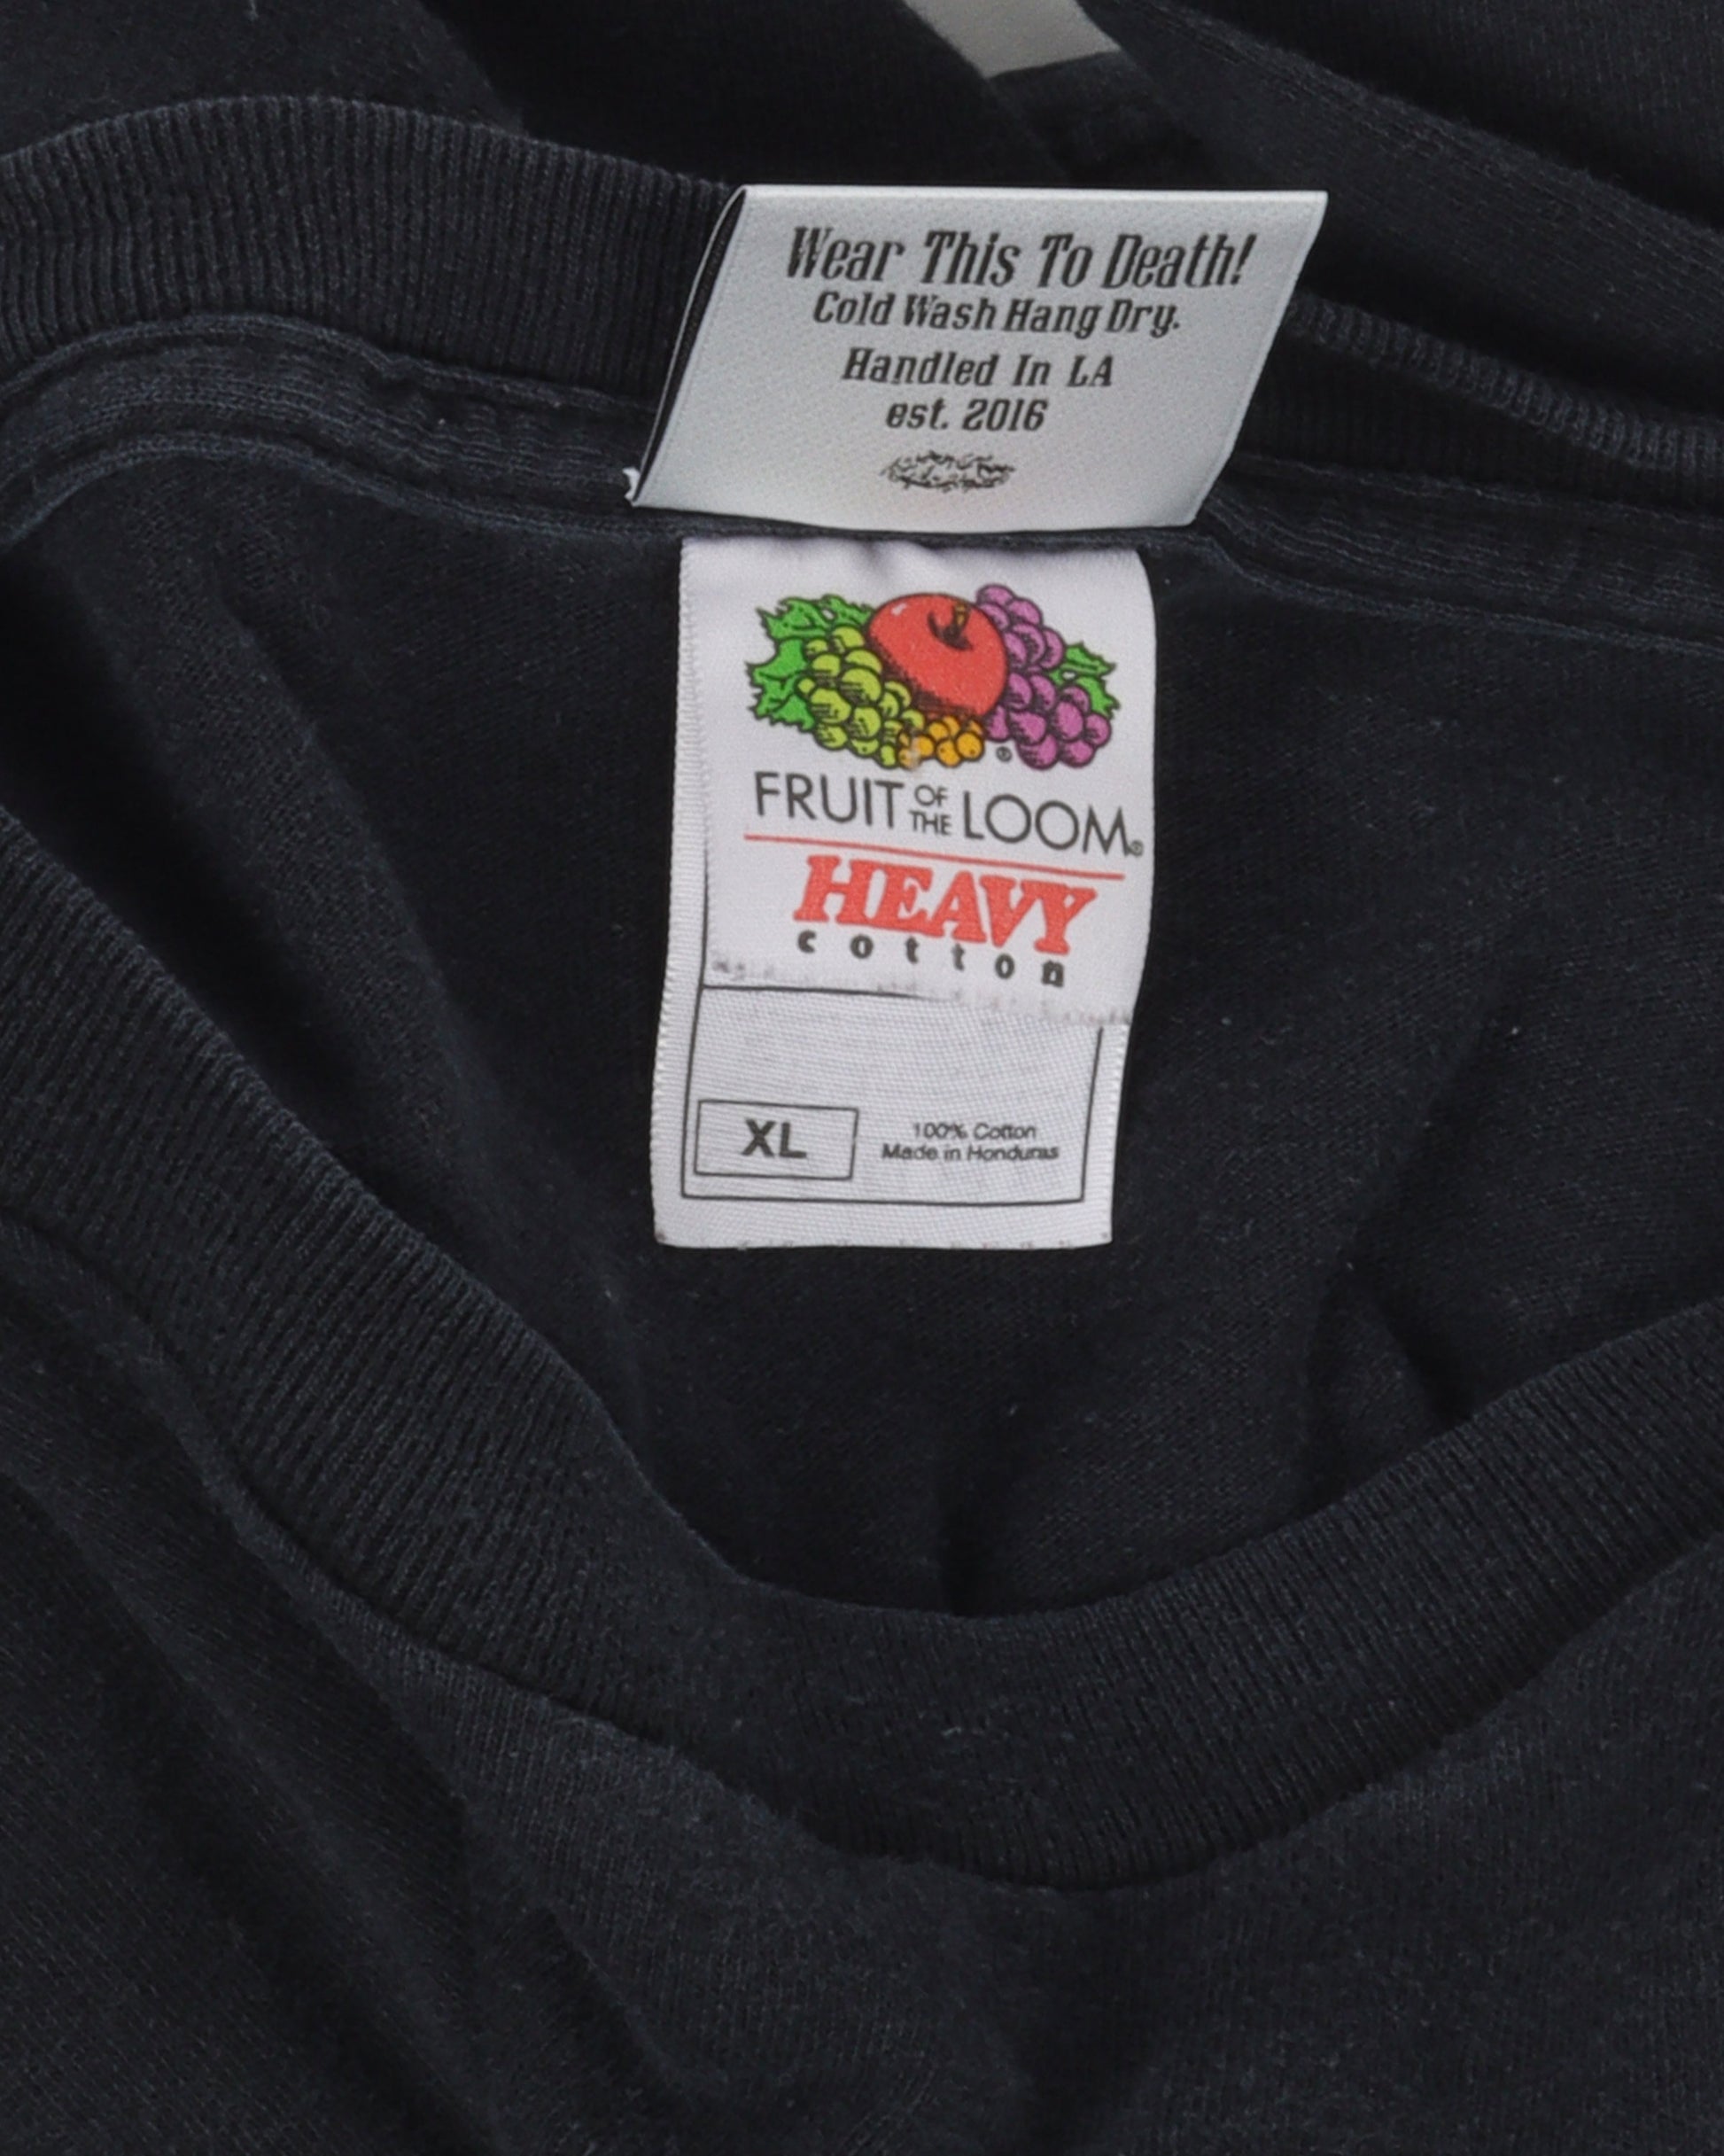 Wear This To Death!
Cold Wash Hang Dry.
Handled In LA
est. 2016
®
FRUIT OF THE LOOM®
HEAVY
cotton
XL
100% Cotton
Made in Honduras